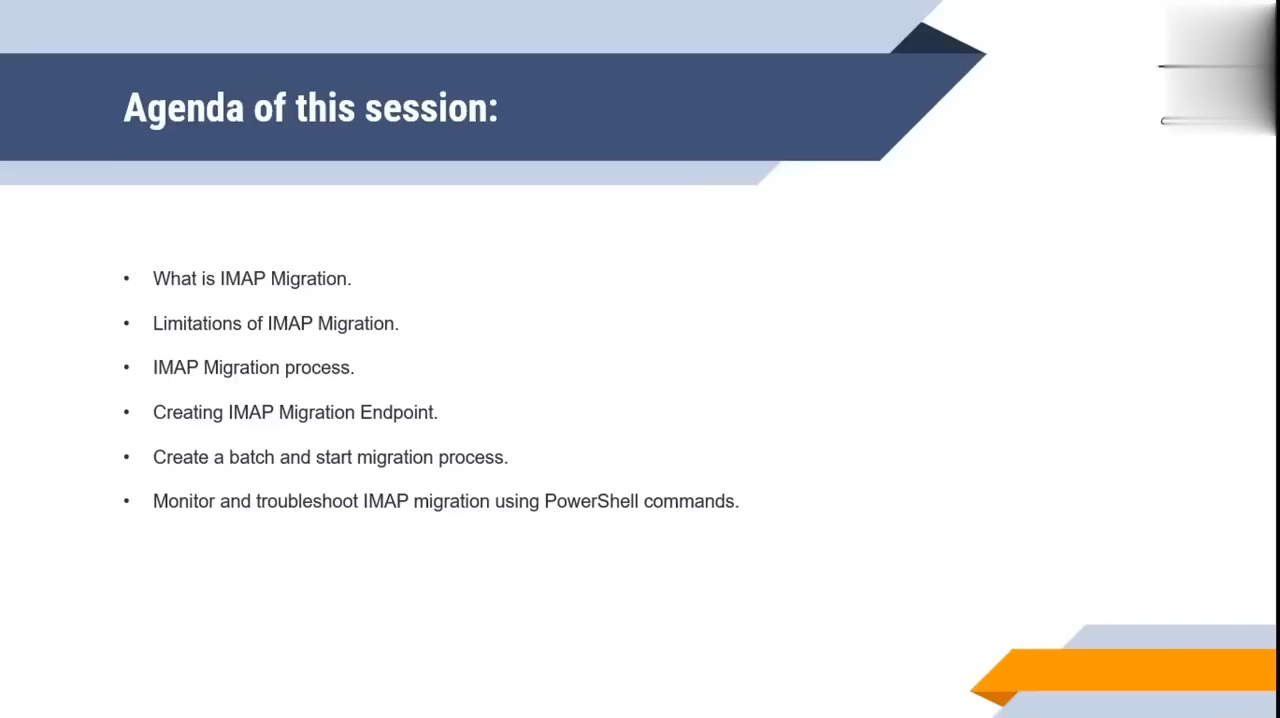 Agenda of this session:
• What is IMAP Migration.
• Limitations of IMAP Migration.
• IMAP Migration process.
• Creating IMAP Migration Endpoint.
• Create a batch and start migration process.
• Monitor and troubleshoot IMAP migration using PowerShell commands.